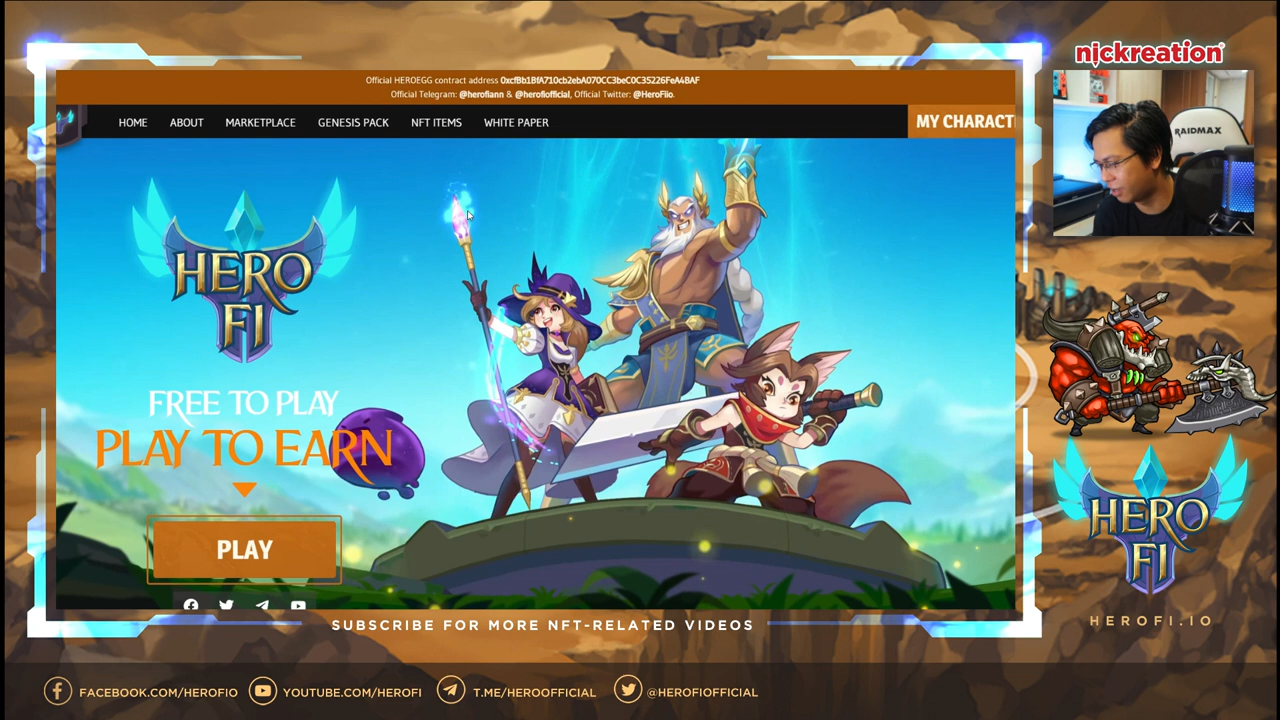 Official HEROEGG contract address 0xcfBb1BfA710cb2ebA070CC3beC0C35226FeA4BAF
Official Telegram: @herofiann & @herofiofficial, Official Twitter: @HeroFiio.
HOME ABOUT MARKETPLACE GENESIS PACK NFT ITEMS WHITE PAPER MY CHARACT
HERO
FI
FREE TO PLAY
PLAY TO EARN
PLAY
nickreation
RAIDMAX
HERO
FI
HEROFI.IO
SUBSCRIBE FOR MORE NFT-RELATED VIDEOS
FACEBOOK.COM/HEROFIO YOUTUBE.COM/HEROFI T.ME/HEROOFFICIAL @HEROFIOFFICIAL